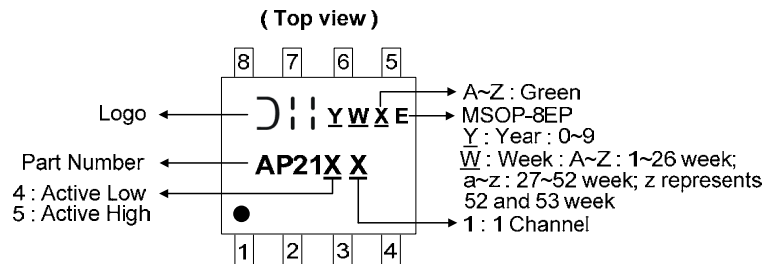 ( Top view )
8 7 6 5
Logo
Y W X E
A~Z : Green
MSOP-8EP
Y : Year : 0~9
W : Week : A~Z : 1~26 week;
a~z : 27~52 week; z represents
52 and 53 week
Part Number
AP21X X
4 : Active Low
5 : Active High
1 : 1 Channel
1 2 3 4